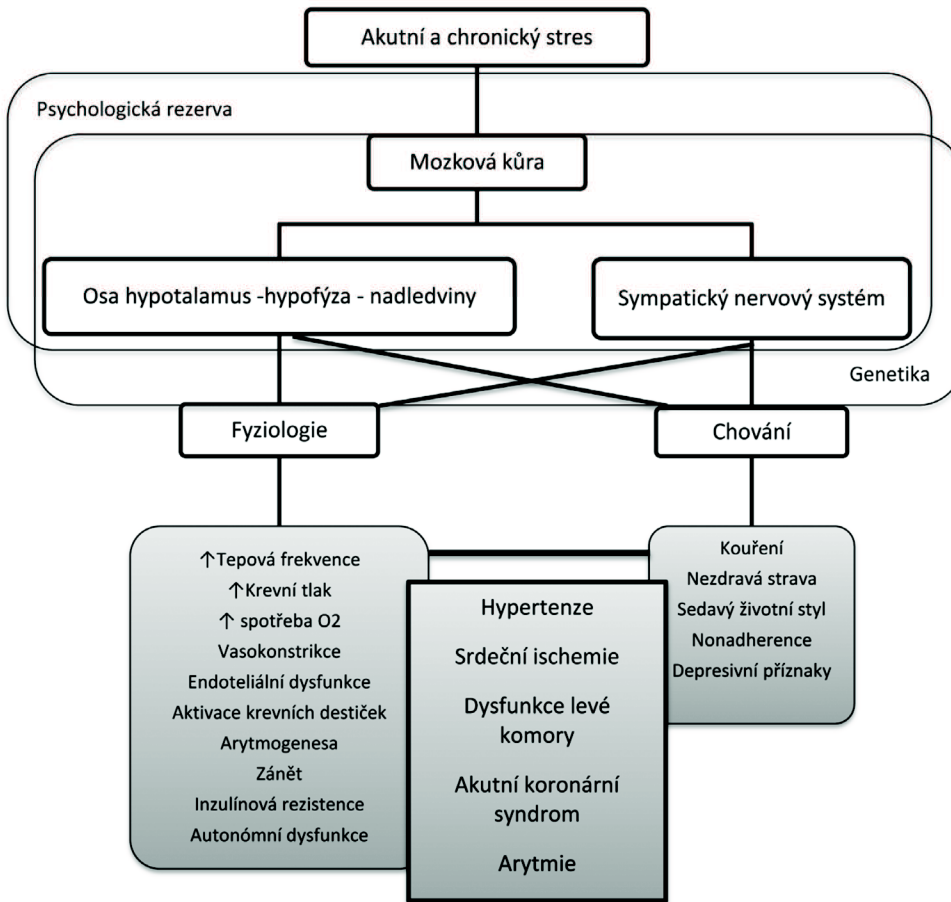 Akutní a chronický stres
Psychologická rezerva
Mozková kůra
Osa hypotalamus -hypofýza - nadledviny
Sympatický nervový systém
Genetika
Fyziologie
Chování
↑Tepová frekvence
↑Krevní tlak
↑ spotřeba O2
Vasokonstrikce
Endoteliální dysfunkce
Aktivace krevních destiček
Arytmogenesa
Zánět
Inzulínová rezistence
Autonómní dysfunkce
Hypertenze
Srdeční ischemie
Dysfunkce levé
komory
Akutní koronární
syndrom
Arytmie
Kouření
Nezdravá strava
Sedavý životní styl
Nonadherence
Depresivní příznaky